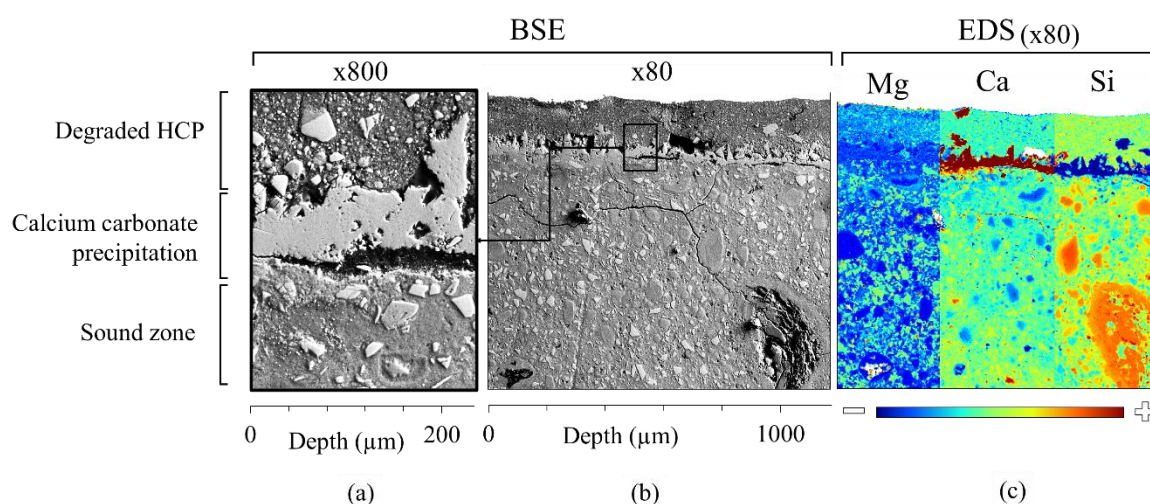 BSE
EDS (x80)
x800
x80
Mg Ca Si
Degraded HCP
Calcium carbonate
precipitation
Sound zone
0 200
Depth (µm)
0 1000
Depth (µm)
(a)
(b)
(c)